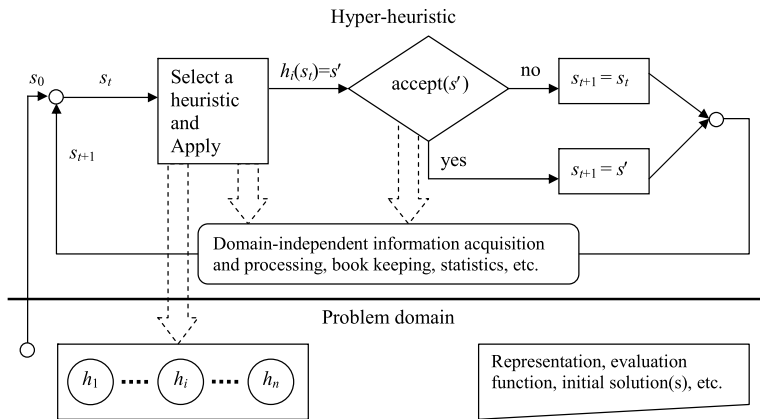 Hyper-heuristic
s0
st
Select a
heuristic
and
Apply
hi(st)=s′
accept(s′)
no
st+1 = st
st+1
yes
st+1 = s′
Domain-independent information acquisition
and processing, book keeping, statistics, etc.
Problem domain
h1 .... hi .... hn
Representation, evaluation
function, initial solution(s), etc.